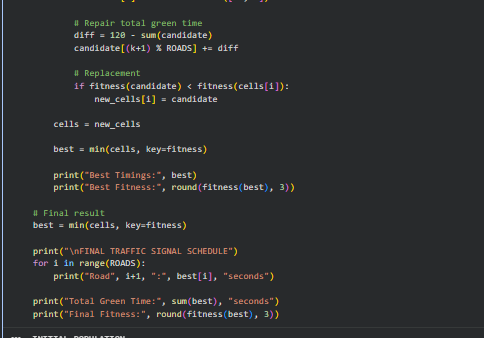 # Repair total green time
diff = 120 - sum(candidate)
candidate[(k+1) % ROADS] += diff
# Replacement
if fitness(candidate) < fitness(cells[i]):
new_cells[i] = candidate
cells = new_cells
best = min(cells, key=fitness)
print("Best Timings:", best)
print("Best Fitness:", round(fitness(best), 3))
# Final result
best = min(cells, key=fitness)
print("\nFINAL TRAFFIC SIGNAL SCHEDULE")
for i in range(ROADS):
print("Road", i+1, ":", best[i], "seconds")
print("Total Green Time:", sum(best), "seconds")
print("Final Fitness:", round(fitness(best), 3))